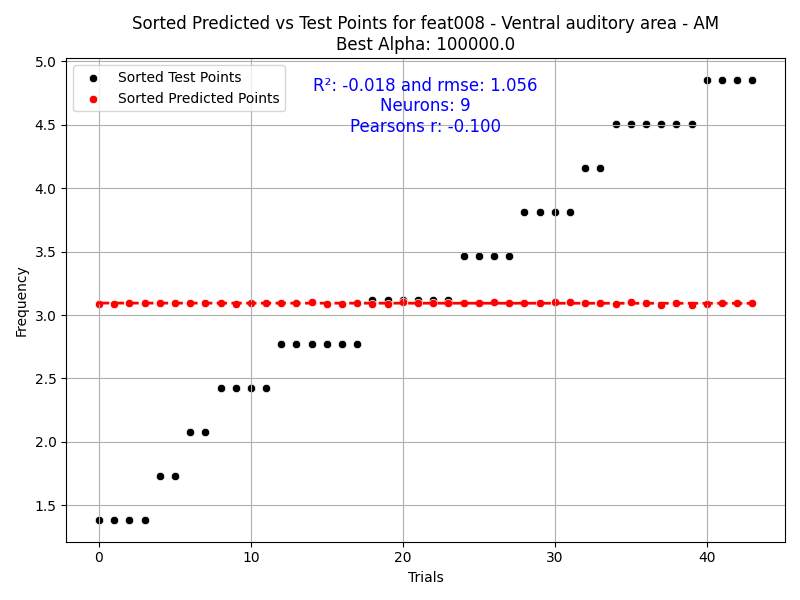 Sorted Predicted vs Test Points for feat008 - Ventral auditory area - AM
Best Alpha: 100000.0
Sorted Test Points
Sorted Predicted Points
R²: -0.018 and rmse: 1.056
Neurons: 9
Pearsons r: -0.100
Frequency
5.0
4.5
4.0
3.5
3.0
2.5
2.0
1.5
0
10
20
30
40
Trials